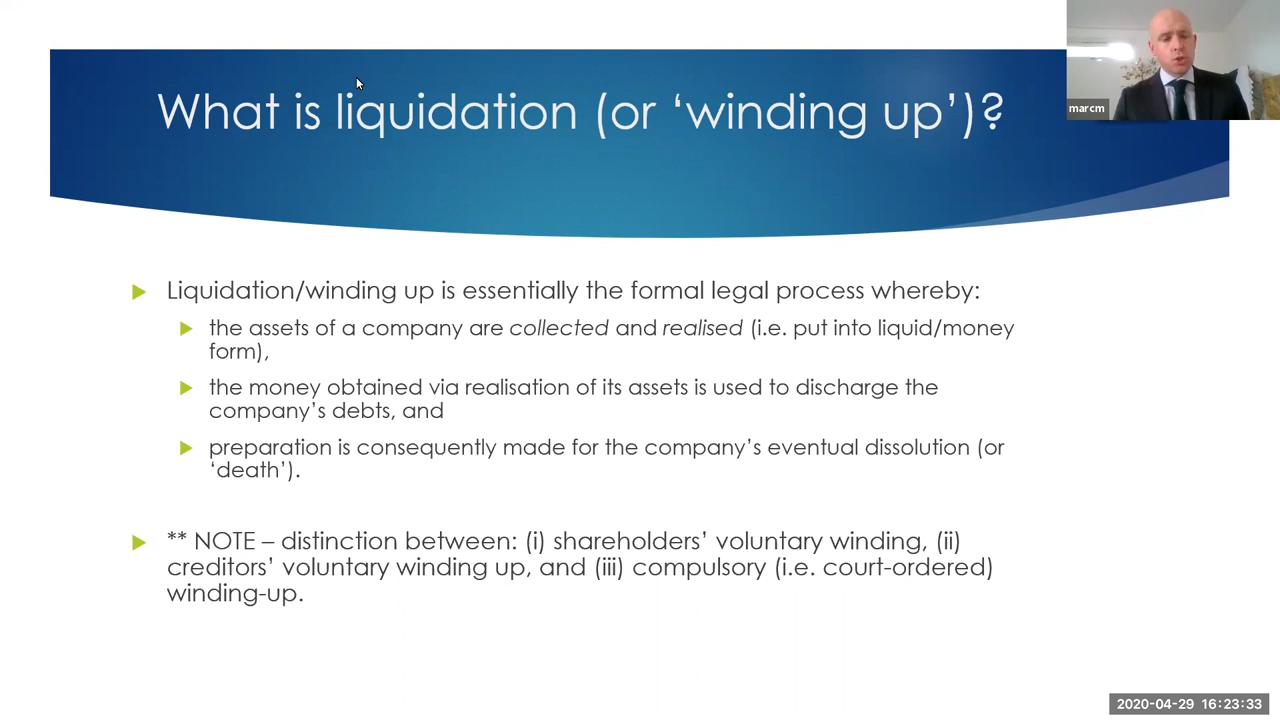 What is liquidation (or ‘winding up’)?
marcm
Liquidation/winding up is essentially the formal legal process whereby:
the assets of a company are collected and realised (i.e. put into liquid/money
form),
the money obtained via realisation of its assets is used to discharge the
company’s debts, and
preparation is consequently made for the company’s eventual dissolution (or
‘death’).
** NOTE – distinction between: (i) shareholders’ voluntary winding, (ii)
creditors’ voluntary winding up, and (iii) compulsory (i.e. court-ordered)
winding-up.
2020-04-29 16:23:33